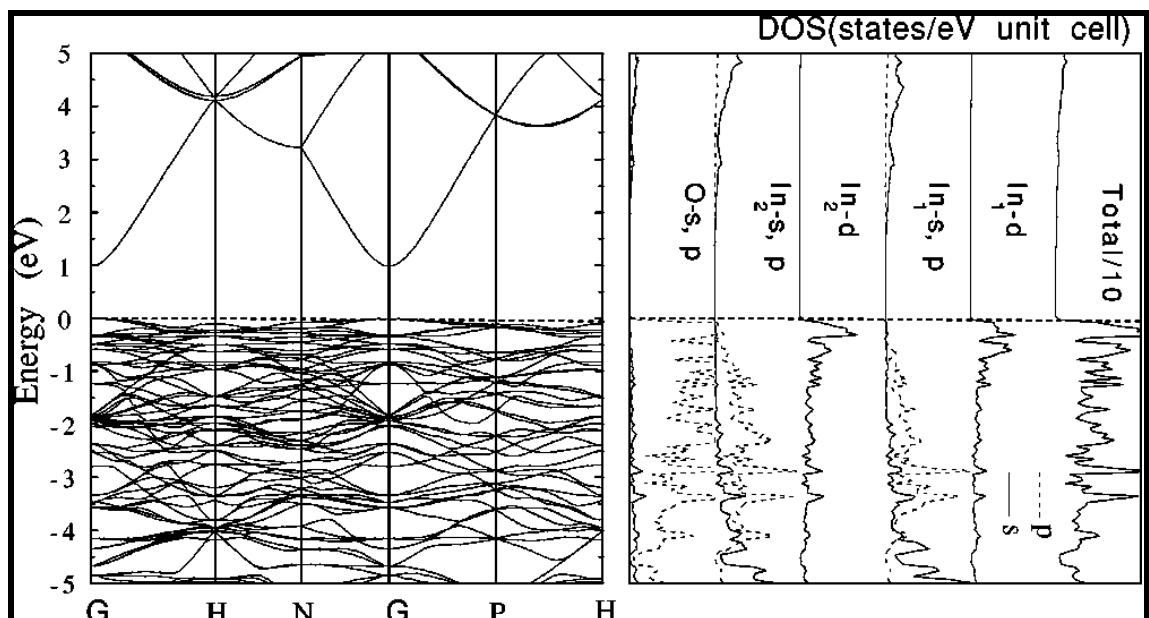 DOS(states/eV unit cell)
Energy (eV)
5
4
3
2
1
0
-1
-2
-3
-4
-5
G H N G P H
O-s, p
In2-s, p
In2-d
In1-s, p
In1-d
Total/10
p
s